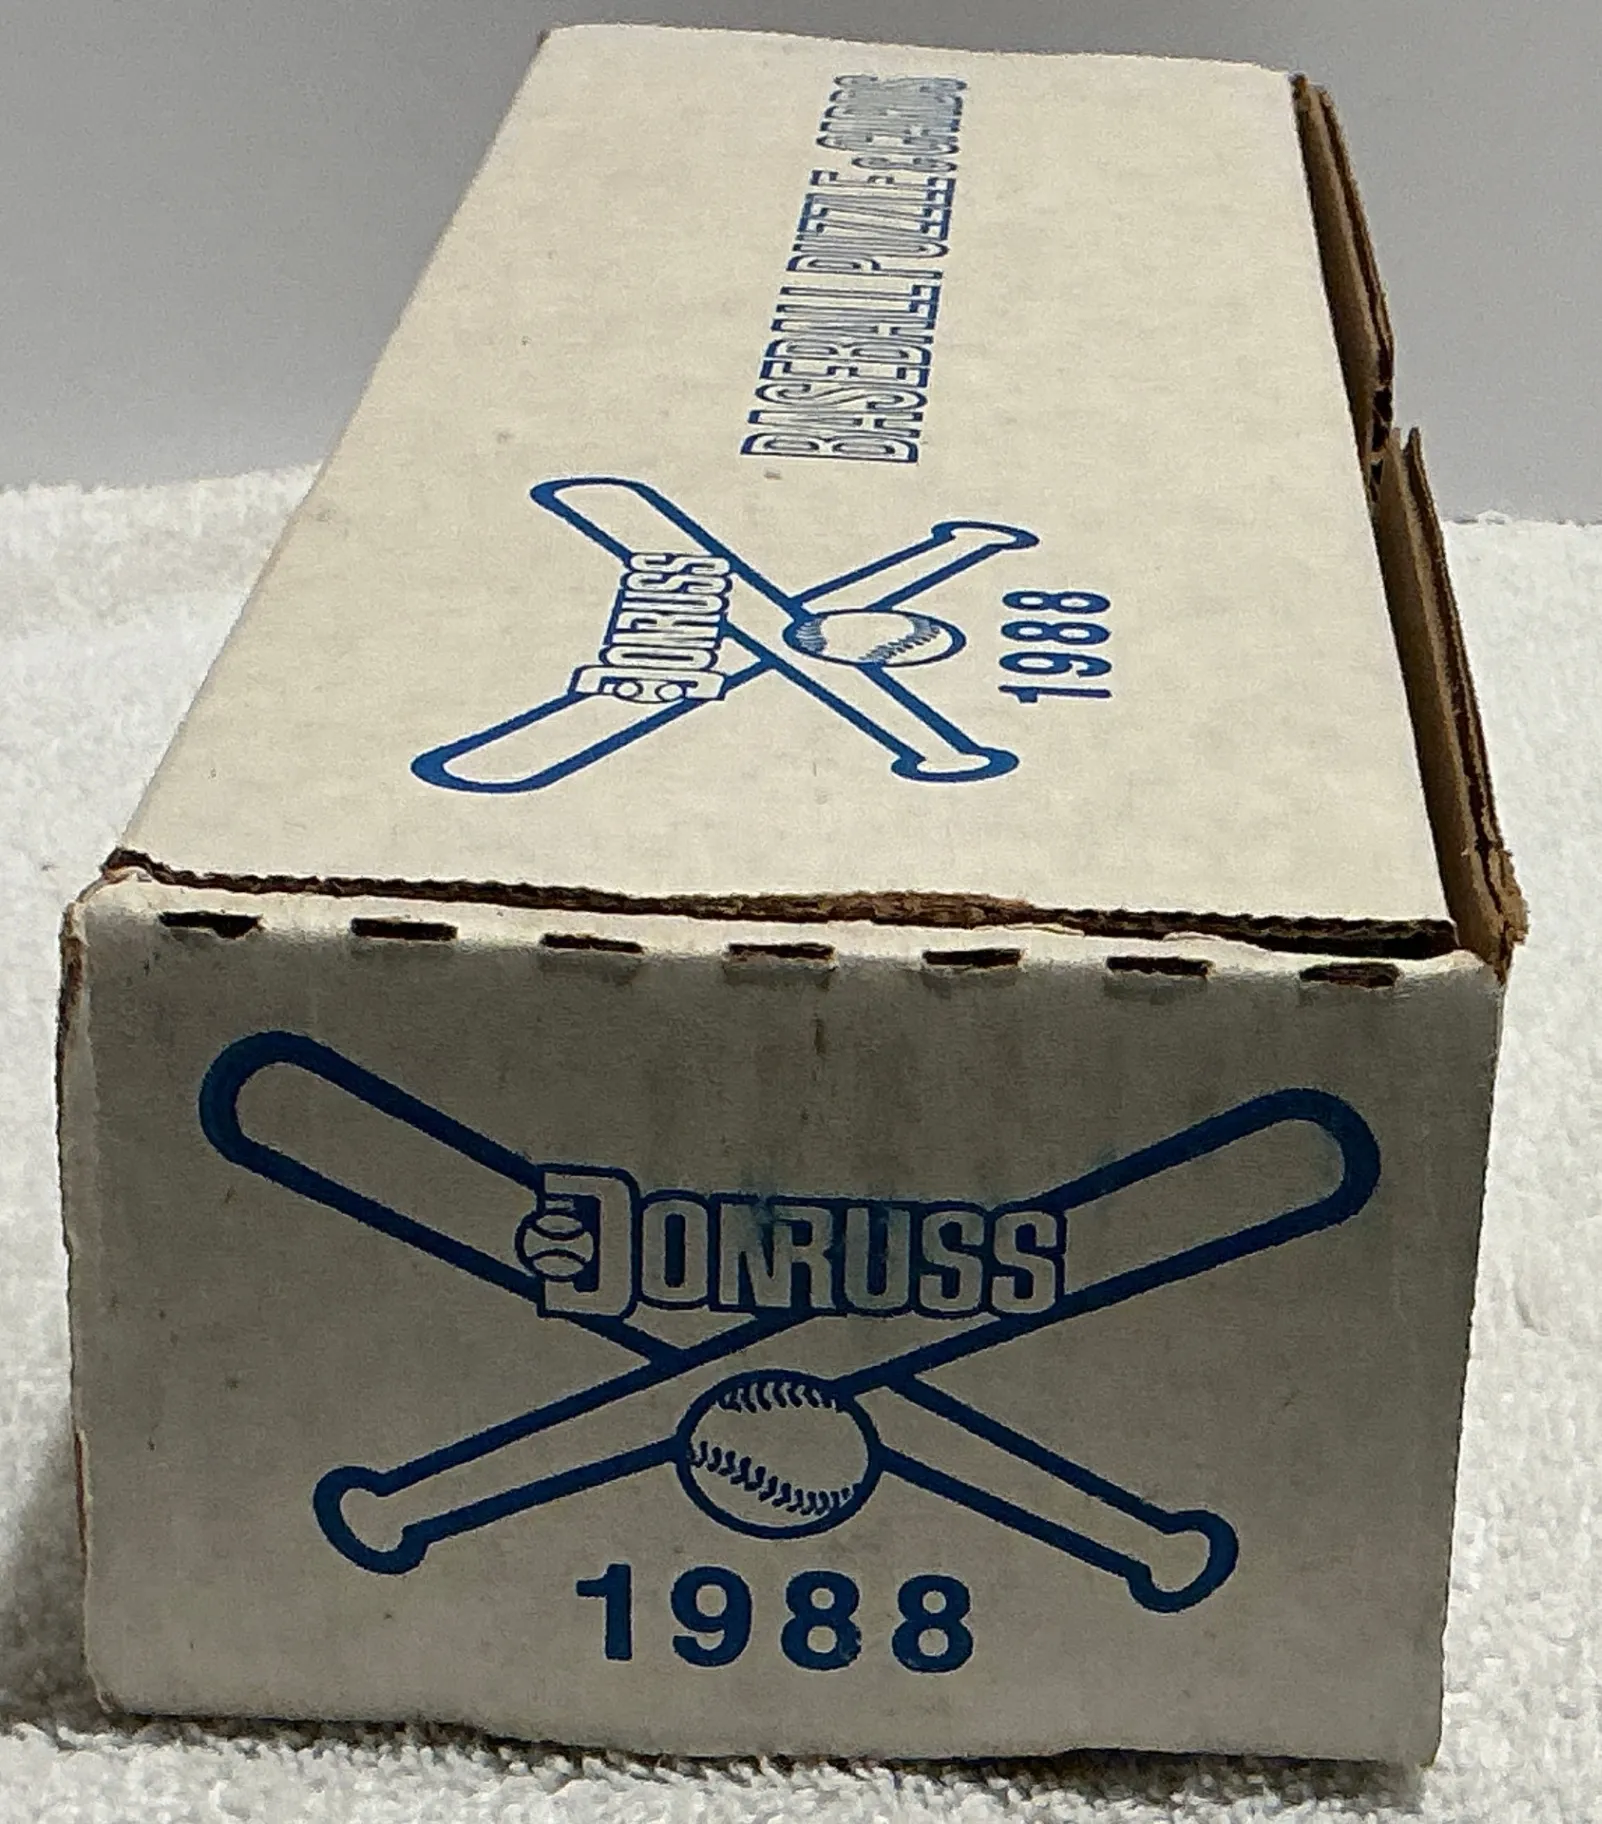 BASEBALL PUZZLE & CARDS
DONRUSS
1988
DONRUSS
1988